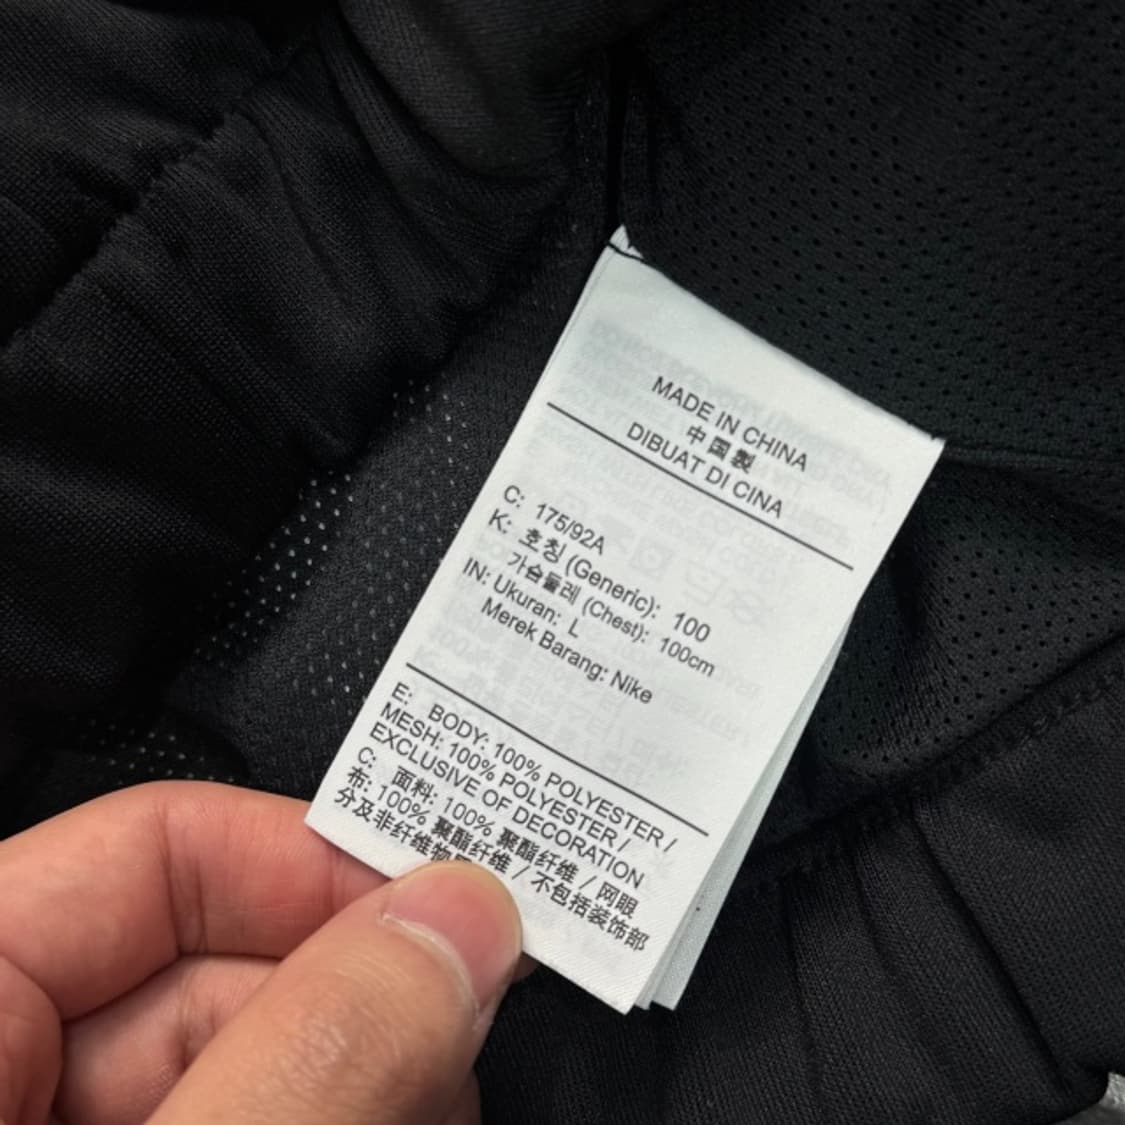 MADE IN CHINA
中国製
DIBUAT DI CINA
C: 175/92A
K: 호칭 (Generic): 100
가슴둘레 (Chest): 100cm
IN: Ukuran: L
Merek Barang: Nike
E: BODY: 100% POLYESTER /
MESH: 100% POLYESTER /
EXCLUSIVE OF DECORATION
C: 面料: 100% 聚酯纤维 / 网眼
布: 100% 聚酯纤维 / 不包括装饰部
分及非纤维物